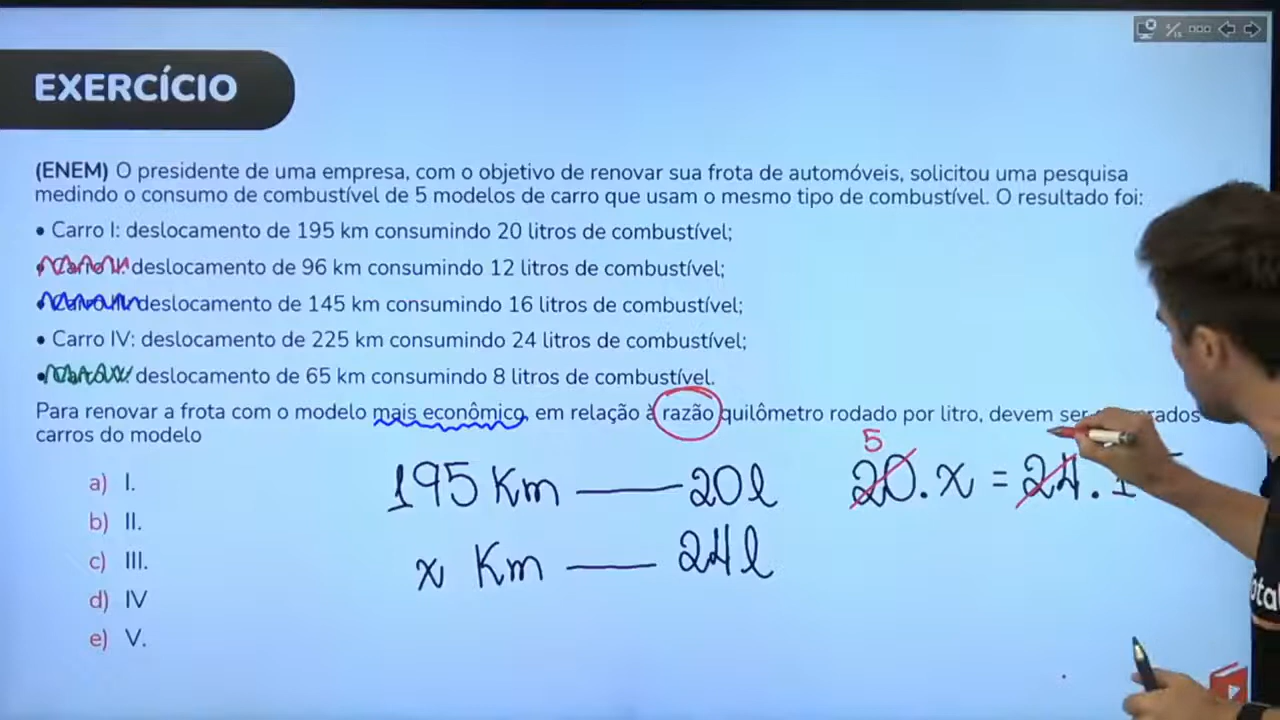 EXERCÍCIO
(ENEM) O presidente de uma empresa, com o objetivo de renovar sua frota de automóveis, solicitou uma pesquisa
medindo o consumo de combustível de 5 modelos de carro que usam o mesmo tipo de combustível. O resultado foi:
• Carro I: deslocamento de 195 km consumindo 20 litros de combustível;
deslocamento de 96 km consumindo 12 litros de combustível;
deslocamento de 145 km consumindo 16 litros de combustível;
• Carro IV: deslocamento de 225 km consumindo 24 litros de combustível;
• deslocamento de 65 km consumindo 8 litros de combustível.
Para renovar a frota com o modelo mais econômico, em relação à razão quilômetro rodado por litro, devem ser
carros do modelo
a) I.
b) II.
c) III.
d) IV
e) V.
195 Km — 20l
x Km — 24l
5
20 . x = 24 .